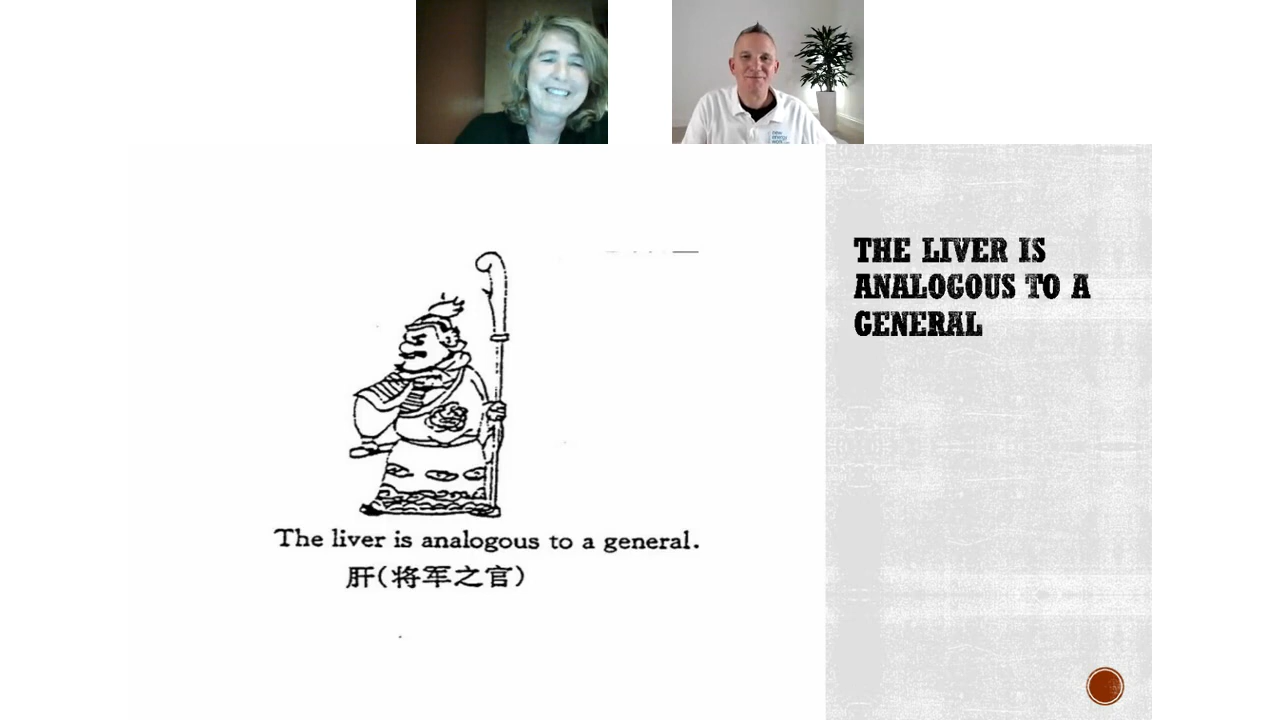 THE LIVER IS
ANALOGOUS TO A
GENERAL
The liver is analogous to a general.
肝(将军之官)